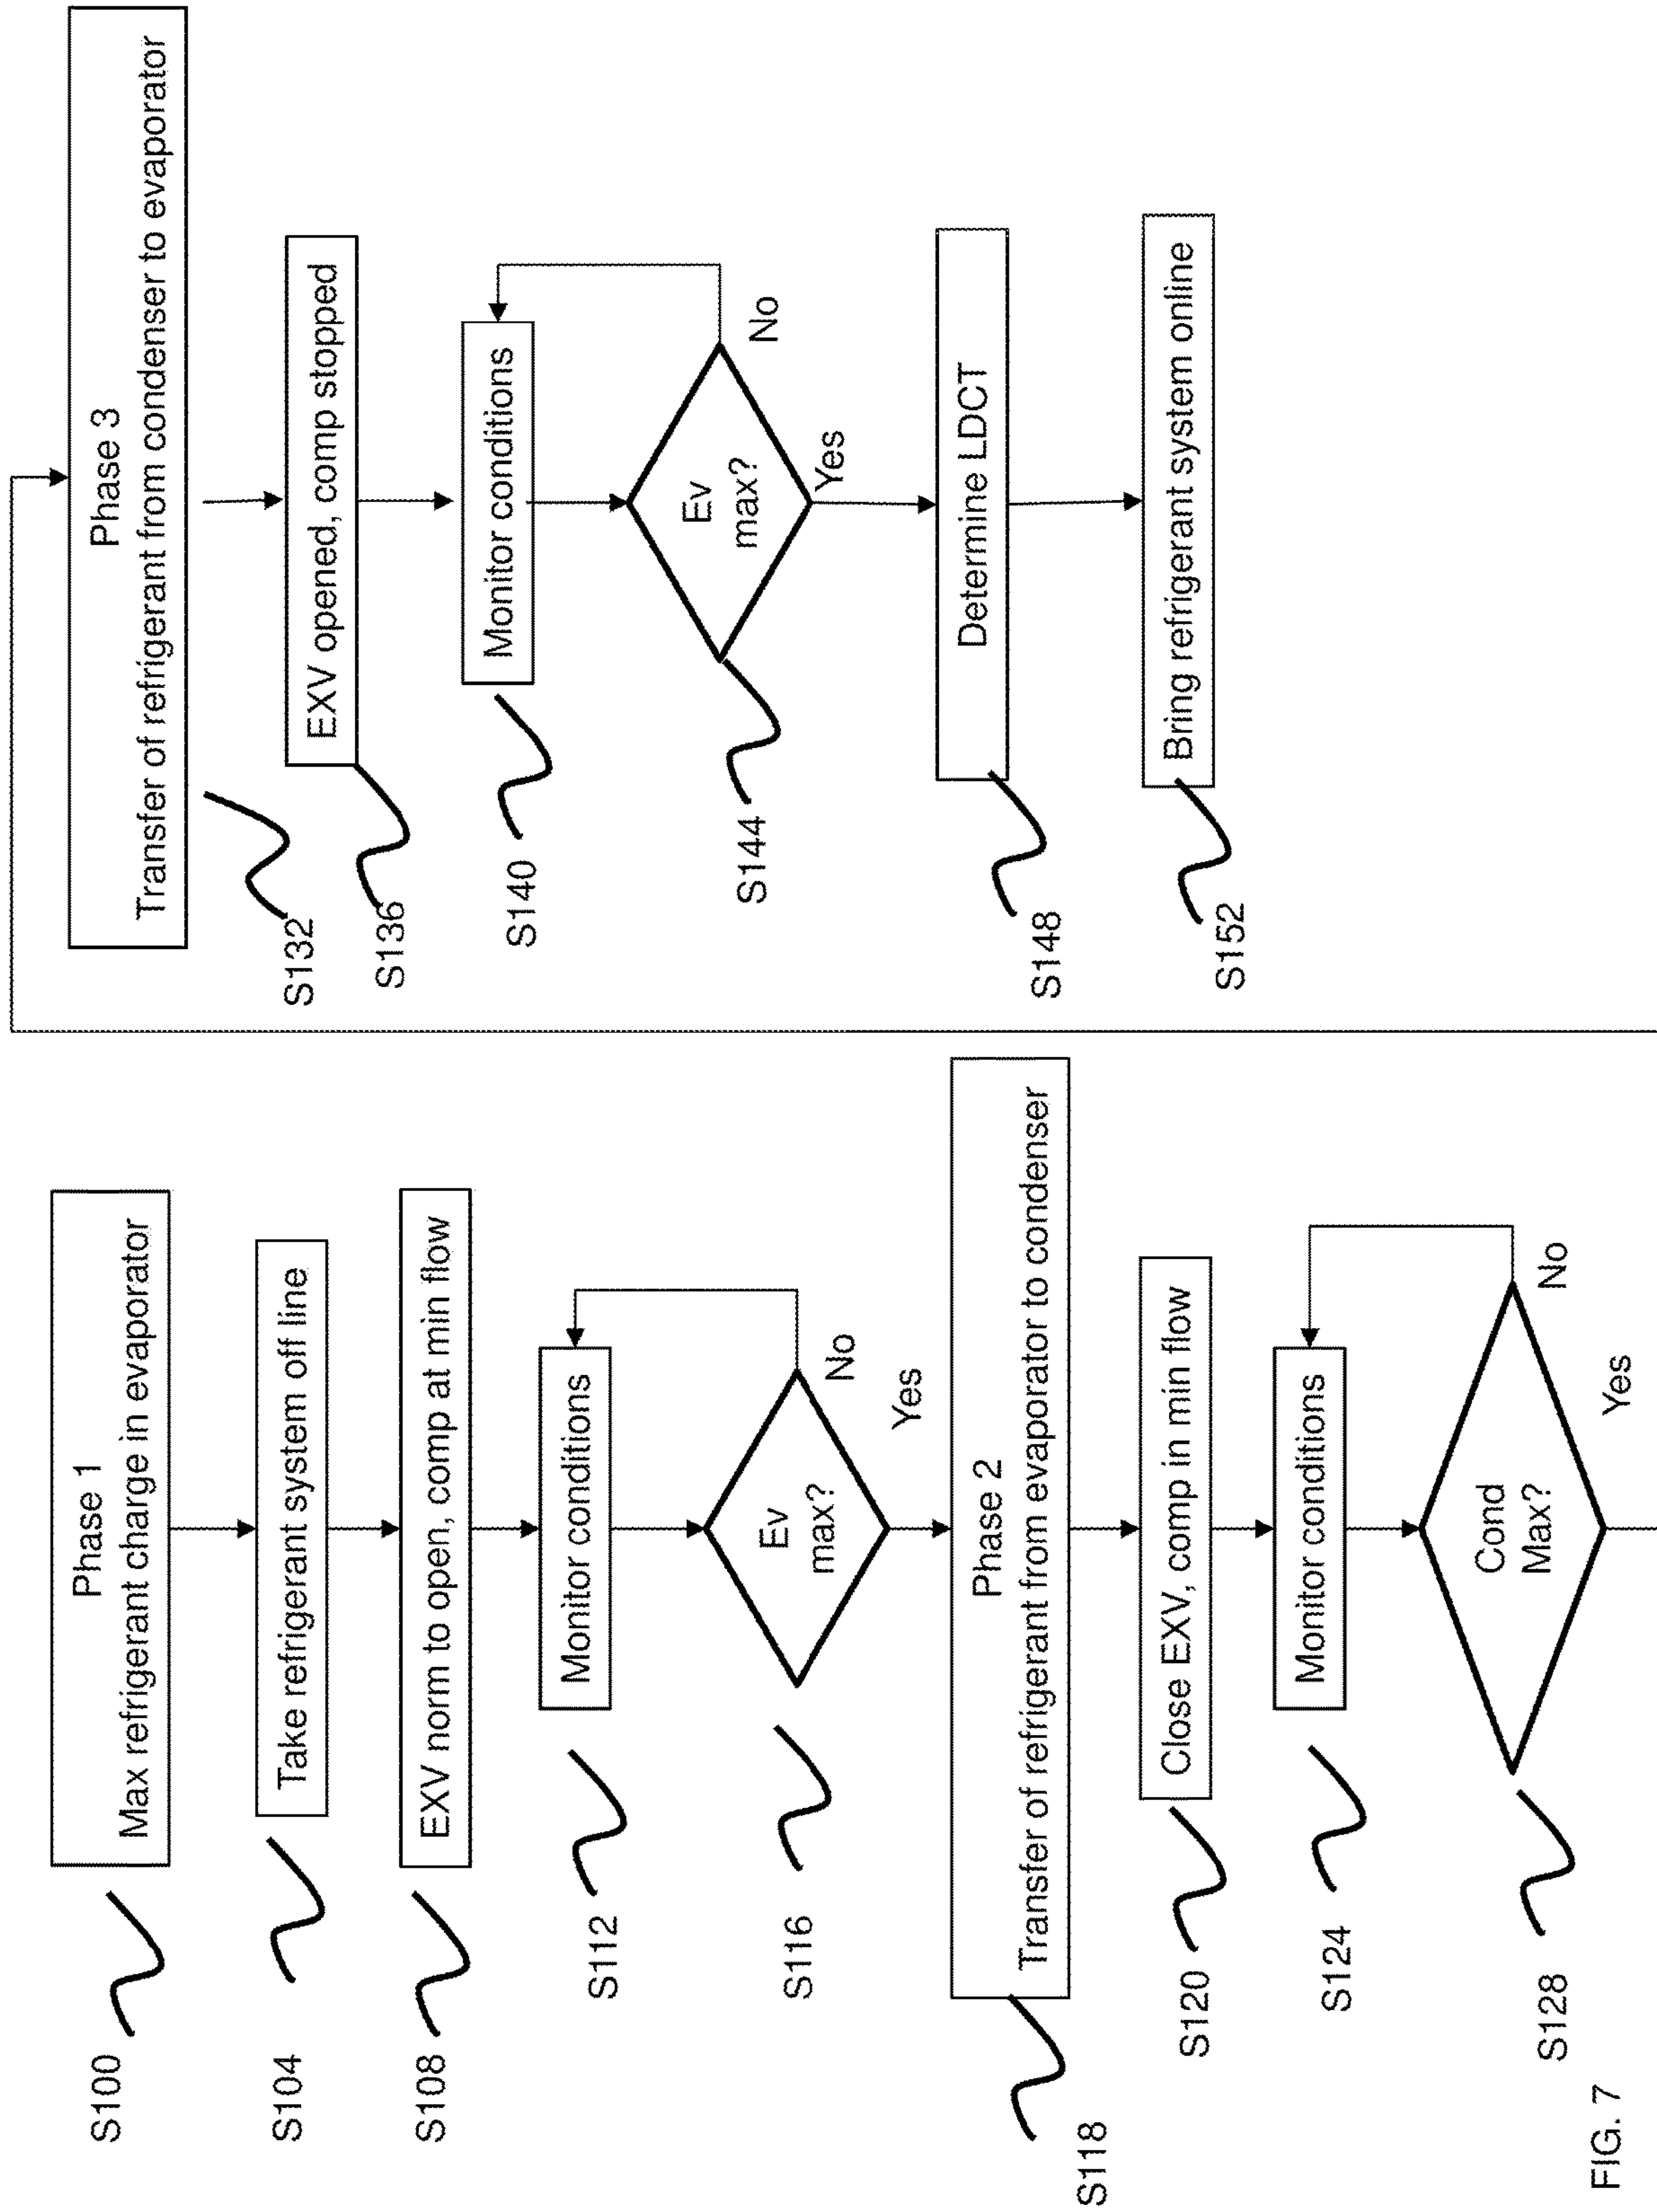 S100
Phase 1
Max refrigerant charge in evaporator
S104
Take refrigerant system off line
S108
EXV norm to open, comp at min flow
S112
Monitor conditions
S116
Ev
max?
No
Yes
S118
Phase 2
Transfer of refrigerant from evaporator to condenser
S120
Close EXV, comp in min flow
S124
Monitor conditions
S128
Cond
Max?
No
Yes
Phase 3
Transfer of refrigerant from condenser to evaporator
S132
S136
EXV opened, comp stopped
S140
Monitor conditions
S144
Ev
max?
No
Yes
S148
Determine LDCT
S152
Bring refrigerant system online
FIG. 7